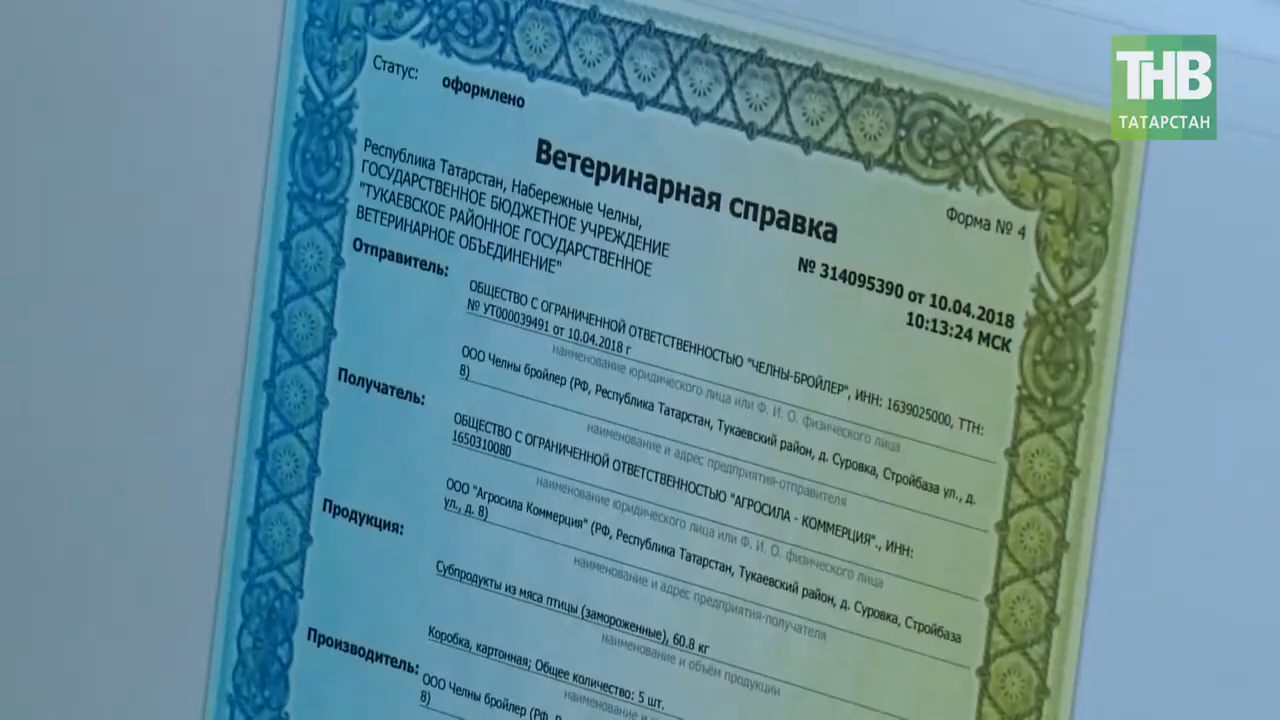 ТНВ
ТАТАРСТАН
Статус: оформлено
Ветеринарная справка
Форма № 4
Республика Татарстан, Набережные Челны,
ГОСУДАРСТВЕННОЕ БЮДЖЕТНОЕ УЧРЕЖДЕНИЕ
"ТУКАЕВСКОЕ РАЙОННОЕ ГОСУДАРСТВЕННОЕ
ВЕТЕРИНАРНОЕ ОБЪЕДИНЕНИЕ"
№ 314095390 от 10.04.2018
10:13:24 МСК
Отправитель:
ОБЩЕСТВО С ОГРАНИЧЕННОЙ ОТВЕТСТВЕННОСТЬЮ "ЧЕЛНЫ-БРОЙЛЕР", ИНН: 1639025000, ТТН:
№ УТ000039491 от 10.04.2018 г
наименование юридического лица или Ф. И. О. физического лица
ООО Челны бройлер (РФ, Республика Татарстан, Тукаевский район, д. Суровка, Стройбаза ул., д.
8)
наименование и адрес предприятия-отправителя
Получатель:
ОБЩЕСТВО С ОГРАНИЧЕННОЙ ОТВЕТСТВЕННОСТЬЮ "АГРОСИЛА - КОММЕРЦИЯ"., ИНН:
1650310080
наименование юридического лица или Ф. И. О. физического лица
ООО "Агросила Коммерция" (РФ, Республика Татарстан, Тукаевский район, д. Суровка, Стройбаза
ул., д. 8)
наименование и адрес предприятия-получателя
Продукция:
Субпродукты из мяса птицы (замороженные), 60.8 кг
наименование и объём продукции
Коробка, картонная; Общее количество: 5 шт.
наименование и
Производитель:
ООО Челны бройлер (РФ,
8)